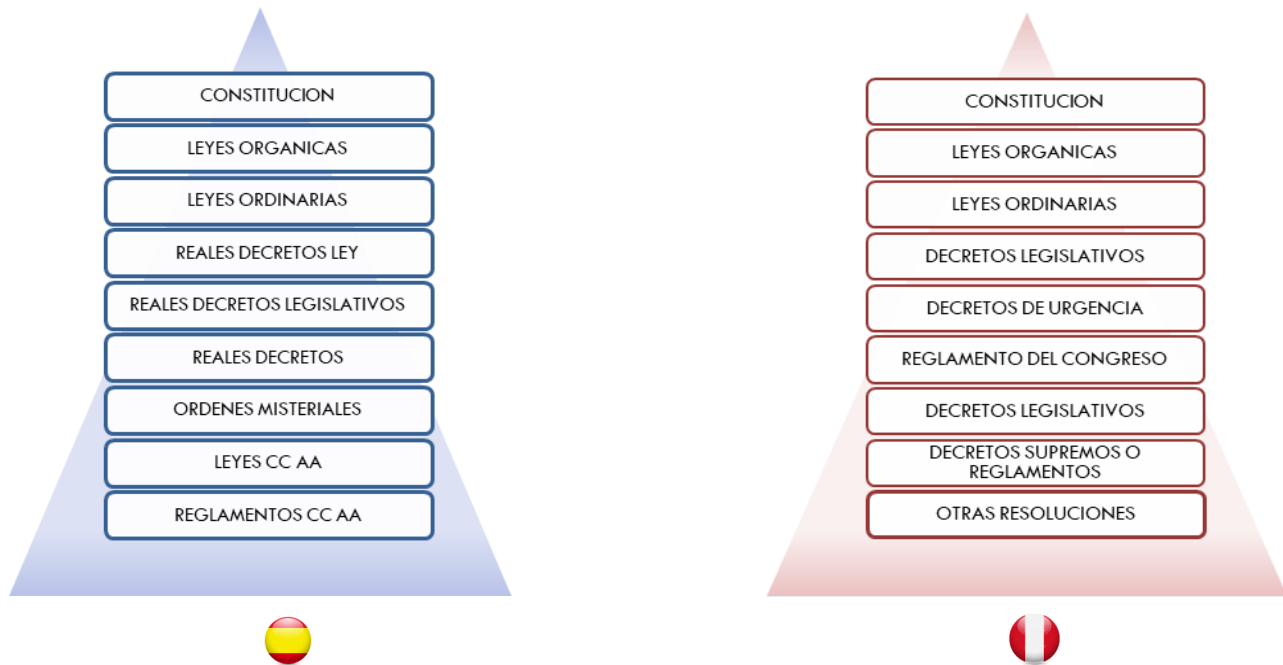 CONSTITUCION
LEYES ORGANICAS
LEYES ORDINARIAS
REALES DECRETOS LEY
REALES DECRETOS LEGISLATIVOS
REALES DECRETOS
ORDENES MISTERIALES
LEYES CC AA
REGLAMENTOS CC AA
CONSTITUCION
LEYES ORGANICAS
LEYES ORDINARIAS
DECRETOS LEGISLATIVOS
DECRETOS DE URGENCIA
REGLAMENTO DEL CONGRESO
DECRETOS LEGISLATIVOS
DECRETOS SUPREMOS O
REGLAMENTOS
OTRAS RESOLUCIONES